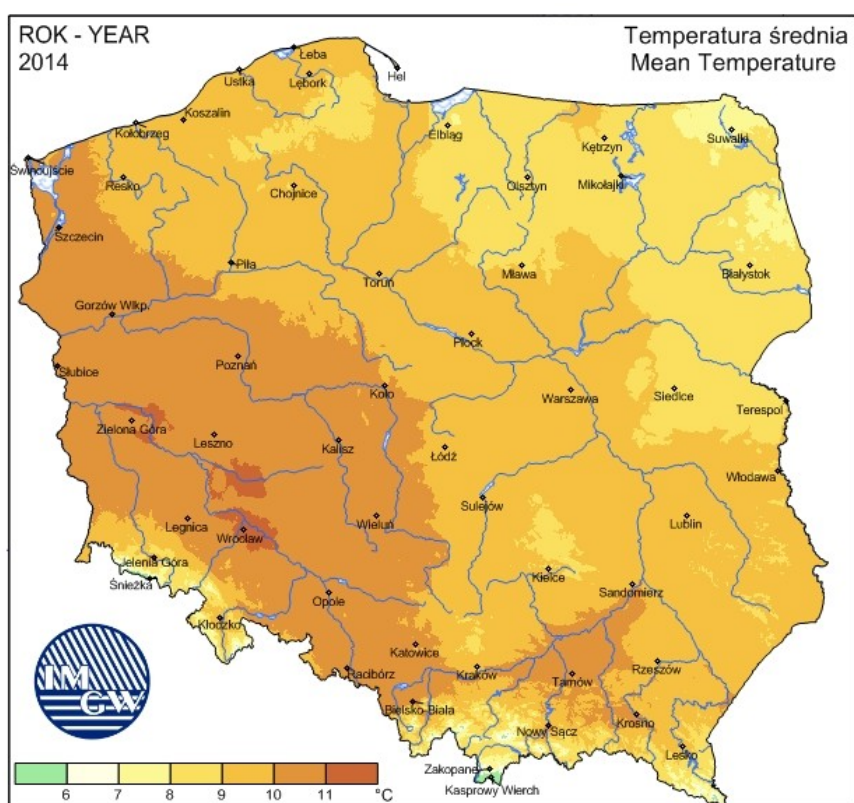 ROK - YEAR
2014
Temperatura średnia
Mean Temperature
Łeba
Ustka
Lębork
Hel
Koszalin
Kołobrzeg
Elbląg
Suwałki
Kętrzyn
Świnoujście
Resko
Chojnice
Olsztyn
Mikołajki
Szczecin
Piła
Toruń
Mława
Białystok
Gorzów Wlkp.
Płock
Poznań
Słubice
Koło
Warszawa
Siedlce
Terespol
Zielona Góra
Leszno
Kalisz
Łódź
Włodawa
Sulejów
Legnica
Wrocław
Wieluń
Lublin
Jelenia Góra
Śnieżka
Kielce
Opole
Sandomierz
Kłodzko
Katowice
Racibórz
Kraków
Tarnów
Rzeszów
Bielsko-Biała
Nowy Sącz
Krosno
Lesko
Zakopane
Kasprowy Wierch
IM
GW
6 7 8 9 10 11 °C